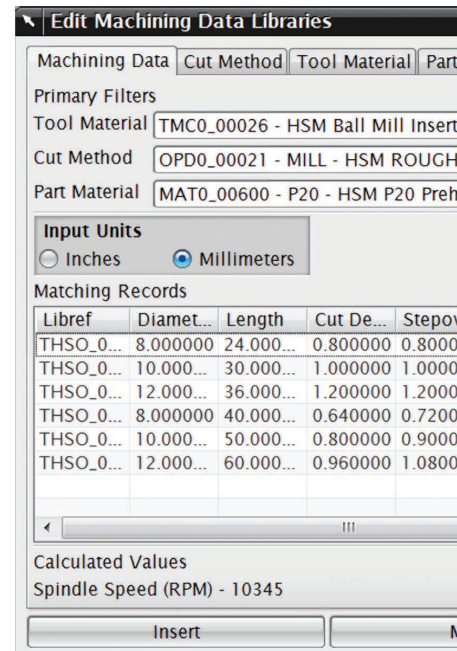 Edit Machining Data Libraries
Machining Data Cut Method Tool Material Part
Primary Filters
Tool Material TMC0_00026 - HSM Ball Mill Insert
Cut Method OPD0_00021 - MILL - HSM ROUGH
Part Material MAT0_00600 - P20 - HSM P20 Preh
Input Units
Inches Millimeters
Matching Records
Libref Diamet... Length Cut De... Stepov
THSO_0... 8.000000 24.000... 0.800000 0.8000
THSO_0... 10.000... 30.000... 1.000000 1.0000
THSO_0... 12.000... 36.000... 1.200000 1.2000
THSO_0... 8.000000 40.000... 0.640000 0.7200
THSO_0... 10.000... 50.000... 0.800000 0.9000
THSO_0... 12.000... 60.000... 0.960000 1.0800
Calculated Values
Spindle Speed (RPM) - 10345
Insert